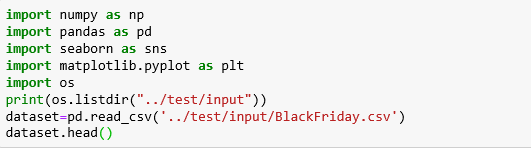 import numpy as np
import pandas as pd
import seaborn as sns
import matplotlib.pyplot as plt
import os
print(os.listdir("../test/input"))
dataset=pd.read_csv('../test/input/BlackFriday.csv')
dataset.head()